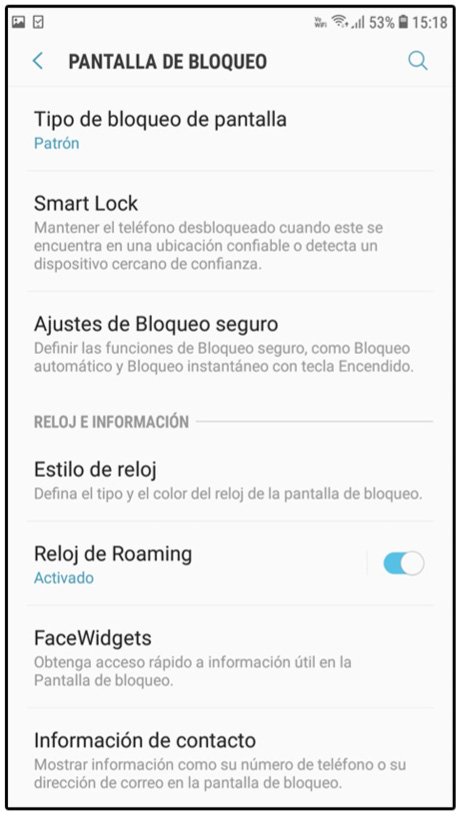 Yo WiFi 53% 15:18
PANTALLA DE BLOQUEO
Tipo de bloqueo de pantalla
Patrón
Smart Lock
Mantener el teléfono desbloqueado cuando este se
encuentra en una ubicación confiable o detecta un
dispositivo cercano de confianza.
Ajustes de Bloqueo seguro
Definir las funciones de Bloqueo seguro, como Bloqueo
automático y Bloqueo instantáneo con tecla Encendido.
RELOJ E INFORMACIÓN
Estilo de reloj
Defina el tipo y el color del reloj de la pantalla de bloqueo.
Reloj de Roaming
Activado
FaceWidgets
Obtenga acceso rápido a información útil en la
Pantalla de bloqueo.
Información de contacto
Mostrar información como su número de teléfono o su
dirección de correo en la pantalla de bloqueo.